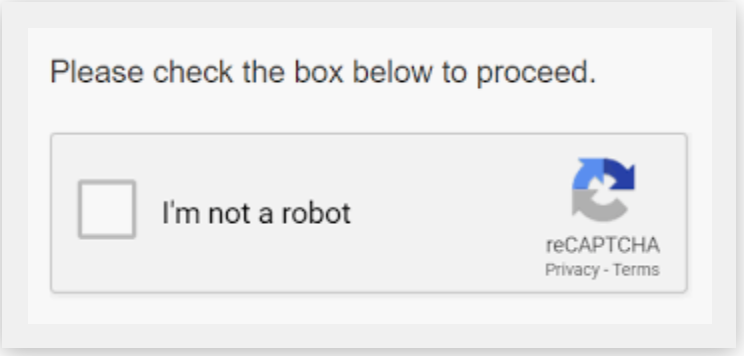 Please check the box below to proceed.
I'm not a robot
reCAPTCHA
Privacy - Terms